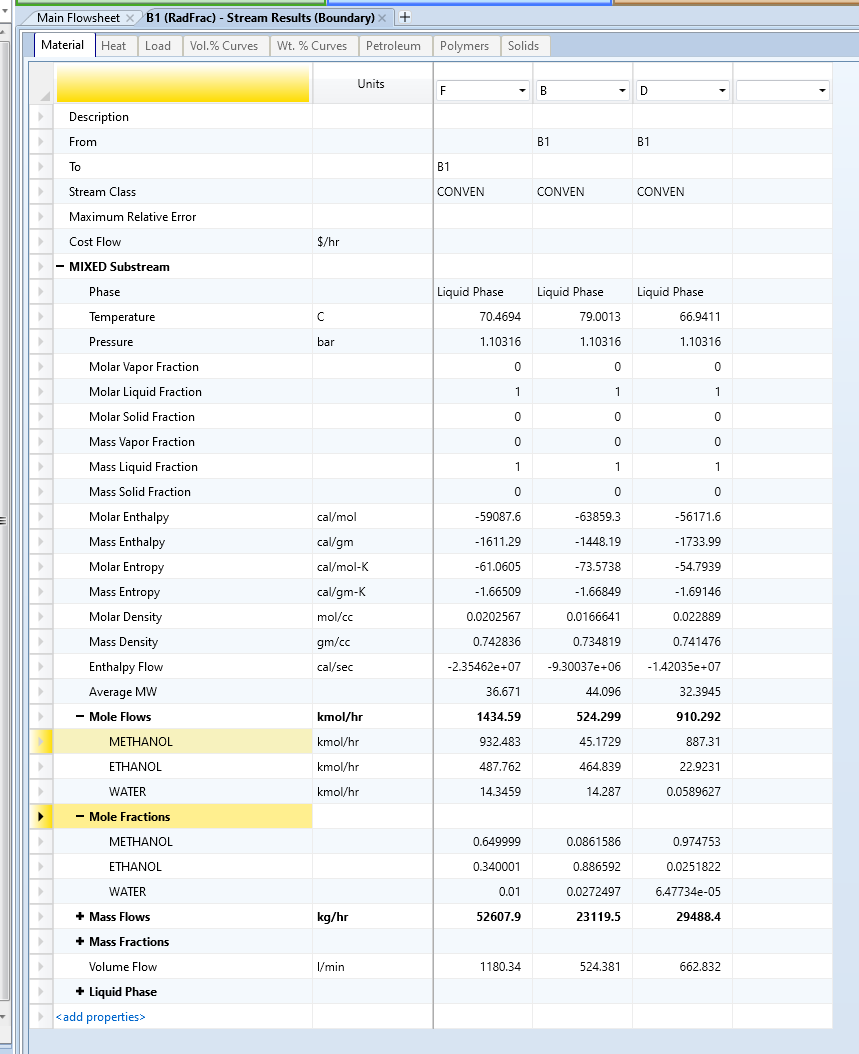 Main Flowsheet × B1 (RadFrac) - Stream Results (Boundary) × +
Material Heat Load Vol.% Curves Wt. % Curves Petroleum Polymers Solids
Units F B D
Description
From B1 B1
To B1
Stream Class CONVEN CONVEN CONVEN
Maximum Relative Error
Cost Flow $/hr
− MIXED Substream
Phase Liquid Phase Liquid Phase Liquid Phase
Temperature C 70.4694 79.0013 66.9411
Pressure bar 1.10316 1.10316 1.10316
Molar Vapor Fraction 0 0 0
Molar Liquid Fraction 1 1 1
Molar Solid Fraction 0 0 0
Mass Vapor Fraction 0 0 0
Mass Liquid Fraction 1 1 1
Mass Solid Fraction 0 0 0
Molar Enthalpy cal/mol -59087.6 -63859.3 -56171.6
Mass Enthalpy cal/gm -1611.29 -1448.19 -1733.99
Molar Entropy cal/mol-K -61.0605 -73.5738 -54.7939
Mass Entropy cal/gm-K -1.66509 -1.66849 -1.69146
Molar Density mol/cc 0.0202567 0.0166641 0.022889
Mass Density gm/cc 0.742836 0.734819 0.741476
Enthalpy Flow cal/sec -2.35462e+07 -9.30037e+06 -1.42035e+07
Average MW 36.671 44.096 32.3945
− Mole Flows kmol/hr 1434.59 524.299 910.292
METHANOL kmol/hr 932.483 45.1729 887.31
ETHANOL kmol/hr 487.762 464.839 22.9231
WATER kmol/hr 14.3459 14.287 0.0589627
− Mole Fractions
METHANOL 0.649999 0.0861586 0.974753
ETHANOL 0.340001 0.886592 0.0251822
WATER 0.01 0.0272497 6.47734e-05
+ Mass Flows kg/hr 52607.9 23119.5 29488.4
+ Mass Fractions
Volume Flow l/min 1180.34 524.381 662.832
+ Liquid Phase
<add properties>